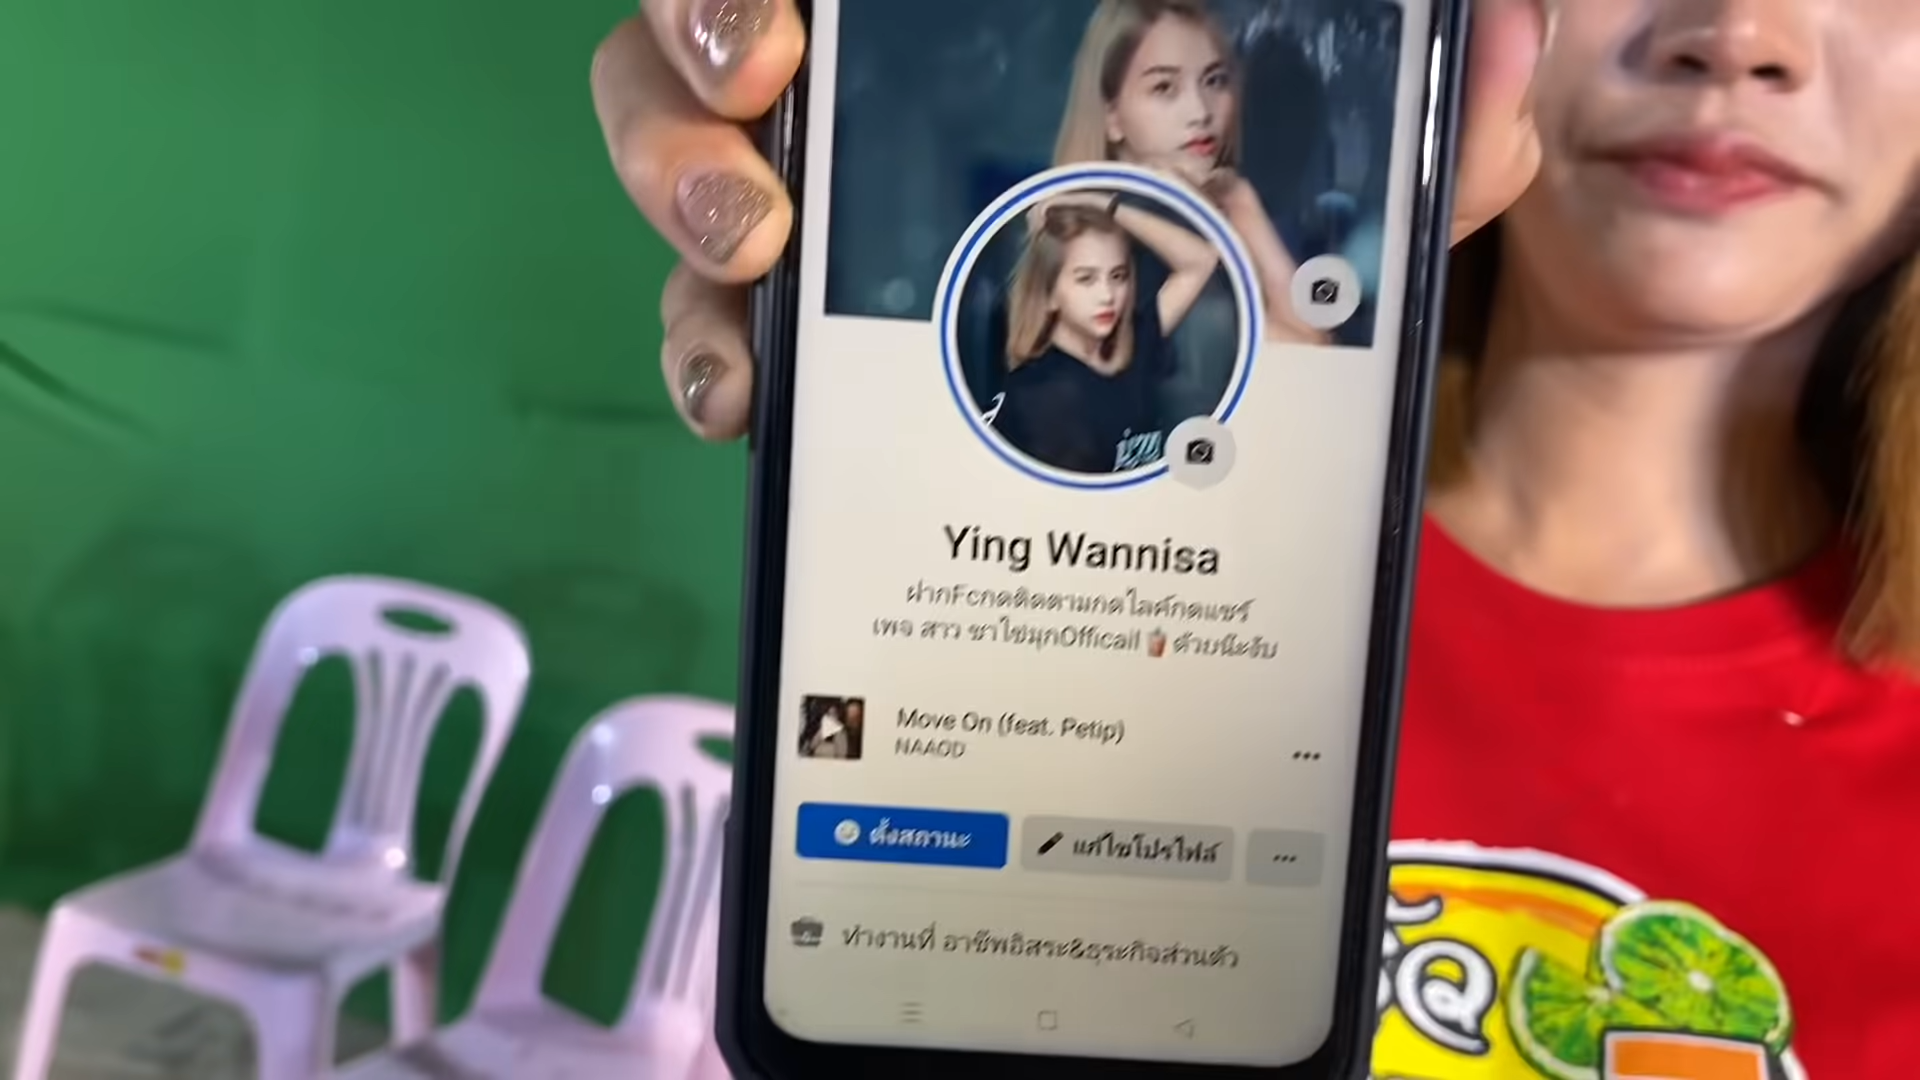 Ying Wannisa
ฝากFcกดติดตามกดไลค์กดแชร์
เพจ สาว ชาไข่มุกOfficail🧋ด้วยน๊ะงับ
Move On (feat. Petip)
NAAOD
ตั้งสถานะ
แก้ไขโปรไฟล์
ทำงานที่ อาชีพอิสระ&ธุระกิจส่วนตัว